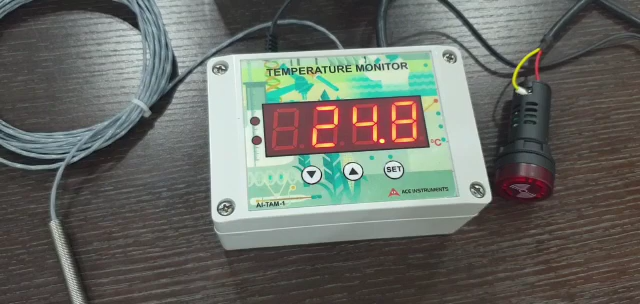 TEMPERATURE MONITOR
24.8
°C
SET
ACE INSTRUMENTS
AI-TAM-1